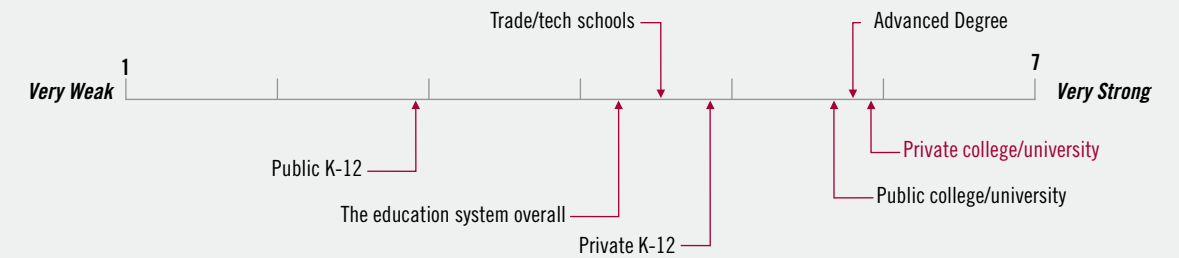 Trade/tech schools
Advanced Degree
1
7
Very Weak
Very Strong
Private college/university
Public K-12
Public college/university
The education system overall
Private K-12